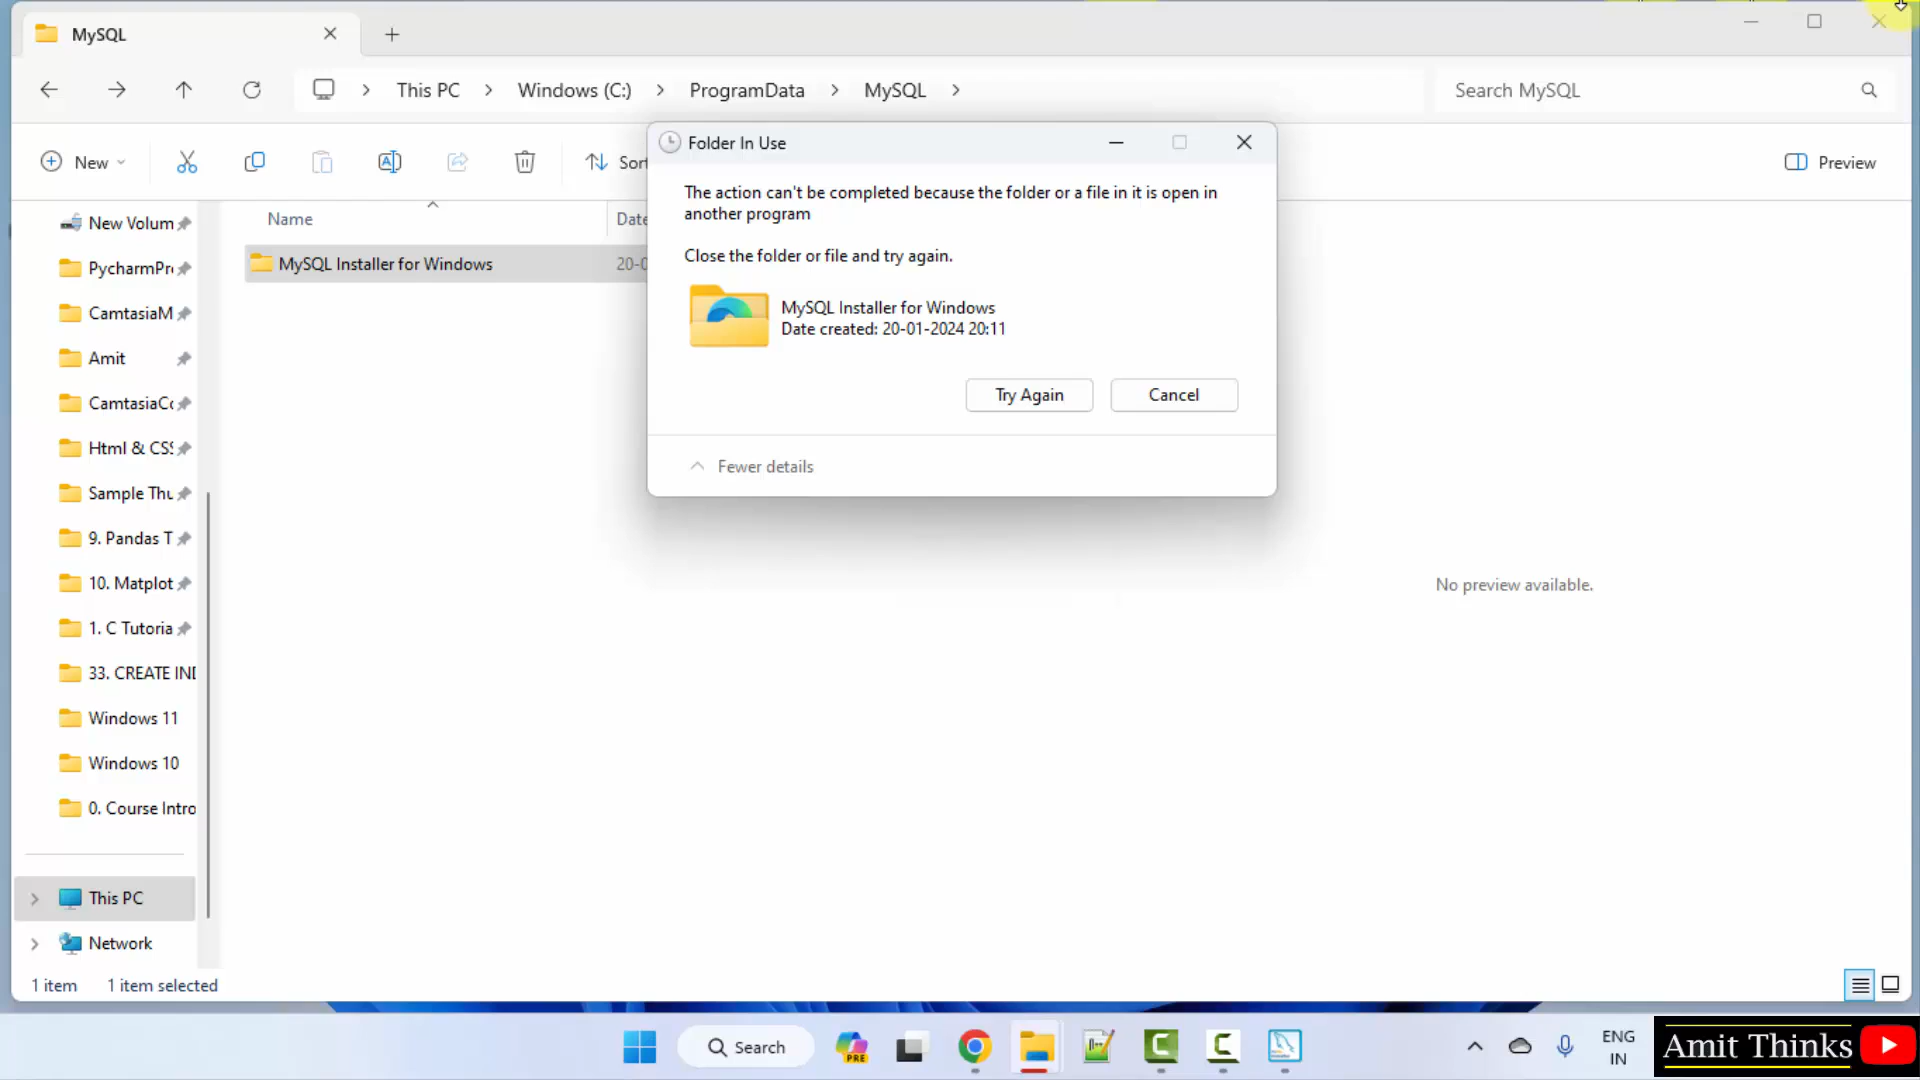 MySQL
This PC
Windows (C:)
ProgramData
MySQL
Search MySQL
New
Sort
Preview
Folder In Use
The action can't be completed because the folder or a file in it is open in
another program
Close the folder or file and try again.
MySQL Installer for Windows
Date created: 20-01-2024 20:11
Try Again
Cancel
Fewer details
Name
Date
MySQL Installer for Windows
20-0
New Volum
PycharmPr
CamtasiaM
Amit
CamtasiaC
Html & CSS
Sample Thu
9. Pandas T
10. Matplot
1. C Tutoria
33. CREATE IND
Windows 11
Windows 10
0. Course Intro
This PC
Network
No preview available.
1 item
1 item selected
Search
PRE
ENG
IN
Amit Thinks